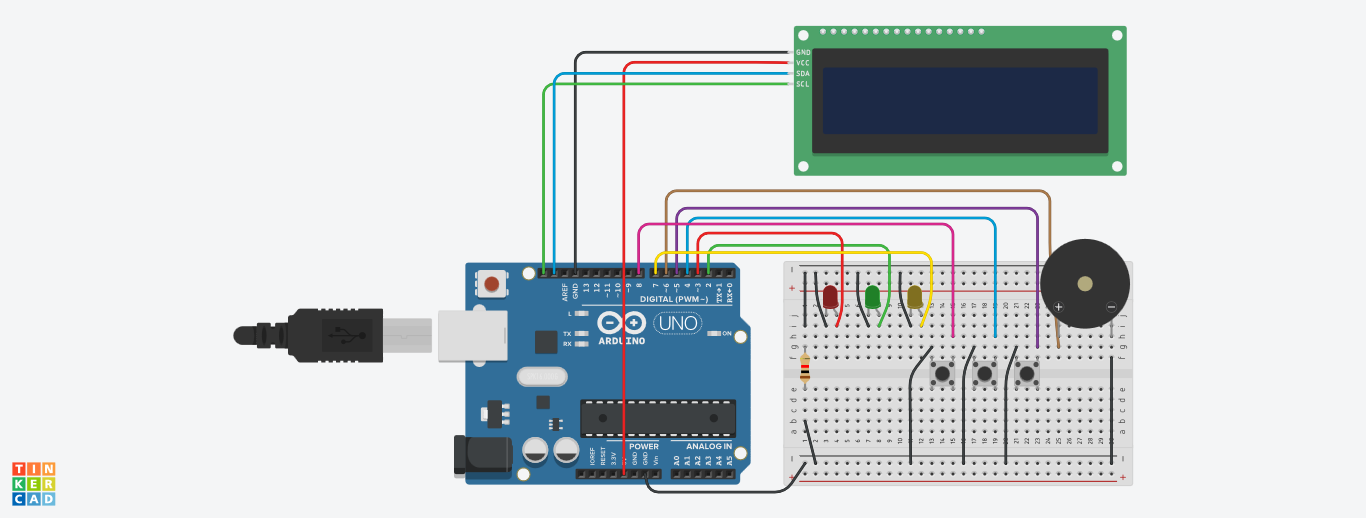 GND
VCC
SDA
SCL
AREF
GND
13
12
~11
~10
~9
8
7
~6
~5
4
~3
2
TX→1
RX←0
DIGITAL (PWM~)
L
TX
RX
UNO
ON
ARDUINO
POWER
ANALOG IN
IOREF
RESET
3.3V
GND
GND
Vin
A0
A1
A2
A3
A4
A5
j
i
h
g
f
e
d
c
b
a
TIN
KER
CAD